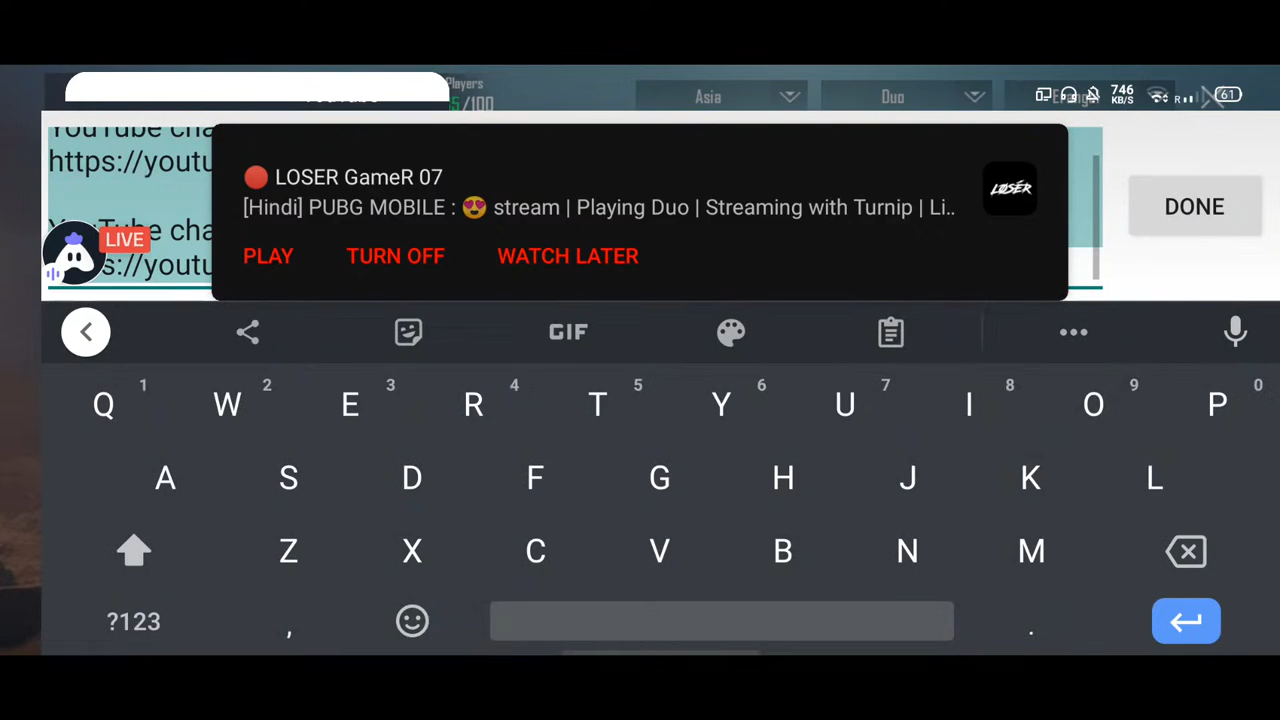 Players
5/100
Asia
Duo
746
KB/S
R
61
YouTube cha
https://youtu
YouTube cha
s://youtu
LIVE
🔴 LOSER GameR 07
[Hindi] PUBG MOBILE : 😍 stream | Playing Duo | Streaming with Turnip | Li..
PLAY TURN OFF WATCH LATER
LOSER
DONE
GIF
1 2 3 4 5 6 7 8 9 0
Q W E R T Y U I O P
A S D F G H J K L
Z X C V B N M
?123 , .